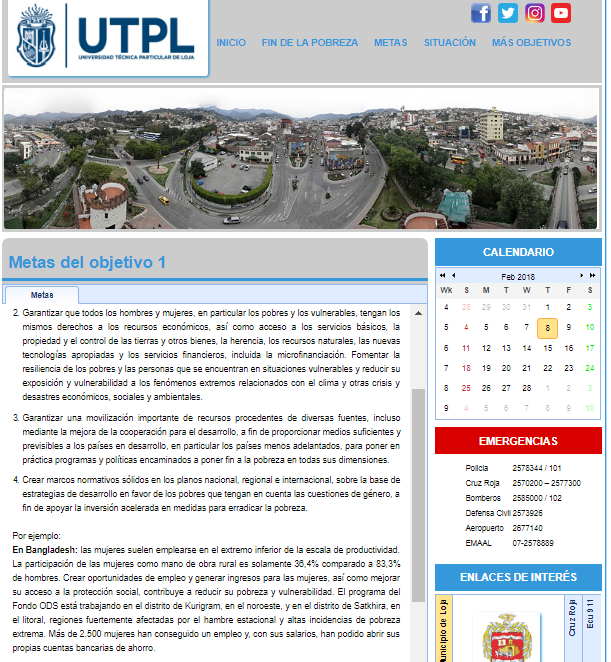 UTPL
UNIVERSIDAD TÉCNICA PARTICULAR DE LOJA
INICIO FIN DE LA POBREZA METAS SITUACIÓN MÁS OBJETIVOS
Metas del objetivo 1
Metas
2. Garantizar que todos los hombres y mujeres, en particular los pobres y los vulnerables, tengan los
mismos derechos a los recursos económicos, así como acceso a los servicios básicos, la
propiedad y el control de las tierras y otros bienes, la herencia, los recursos naturales, las nuevas
tecnologías apropiadas y los servicios financieros, incluida la microfinanciación. Fomentar la
resiliencia de los pobres y las personas que se encuentran en situaciones vulnerables y reducir su
exposición y vulnerabilidad a los fenómenos extremos relacionados con el clima y otras crisis y
desastres económicos, sociales y ambientales.
3. Garantizar una movilización importante de recursos procedentes de diversas fuentes, incluso
mediante la mejora de la cooperación para el desarrollo, a fin de proporcionar medios suficientes y
previsibles a los países en desarrollo, en particular los países menos adelantados, para poner en
práctica programas y políticas encaminados a poner fin a la pobreza en todas sus dimensiones.
4. Crear marcos normativos sólidos en los planos nacional, regional e internacional, sobre la base de
estrategias de desarrollo en favor de los pobres que tengan en cuenta las cuestiones de género, a
fin de apoyar la inversión acelerada en medidas para erradicar la pobreza.
Por ejemplo:
En Bangladesh: las mujeres suelen emplearse en el extremo inferior de la escala de productividad.
La participación de las mujeres como mano de obra rural es solamente 36,4% comparado a 83,3%
de hombres. Crear oportunidades de empleo y generar ingresos para las mujeres, así como mejorar
su acceso a la protección social, contribuye a reducir su pobreza y vulnerabilidad. El programa del
Fondo ODS está trabajando en el distrito de Kurigram, en el noroeste, y en el distrito de Satkhira, en
el litoral, regiones fuertemente afectadas por el hambre estacional y altas incidencias de pobreza
extrema. Más de 2.500 mujeres han conseguido un empleo y, con sus salarios, han podido abrir sus
propias cuentas bancarias de ahorro.
CALENDARIO
Feb 2018
Wk S M T W T F S
4 28 29 30 31 1 2 3
5 4 5 6 7 8 9 10
6 11 12 13 14 15 16 17
7 18 19 20 21 22 23 24
8 25 26 27 28 1 2 3
9 4 5 6 7 8 9 10
EMERGENCIAS
Policia 2578344 / 101
Cruz Roja 2570200 – 2577300
Bomberos 2585000 / 102
Defensa Civil 2573926
Aeropuerto 2677140
EMAAL 07-2578889
ENLACES DE INTERÉS
unicipio de Loja
Cruz Roja
Ecu 911